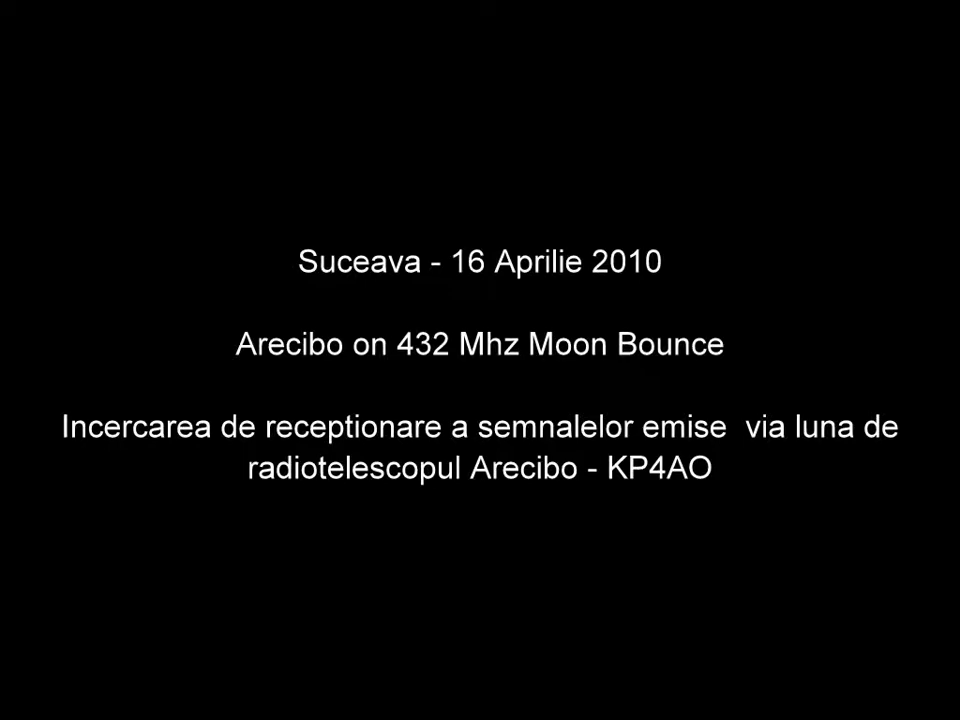 Suceava - 16 Aprilie 2010
Arecibo on 432 Mhz Moon Bounce
Incercarea de receptionare a semnalelor emise  via luna de
radiotelescopul Arecibo - KP4AO